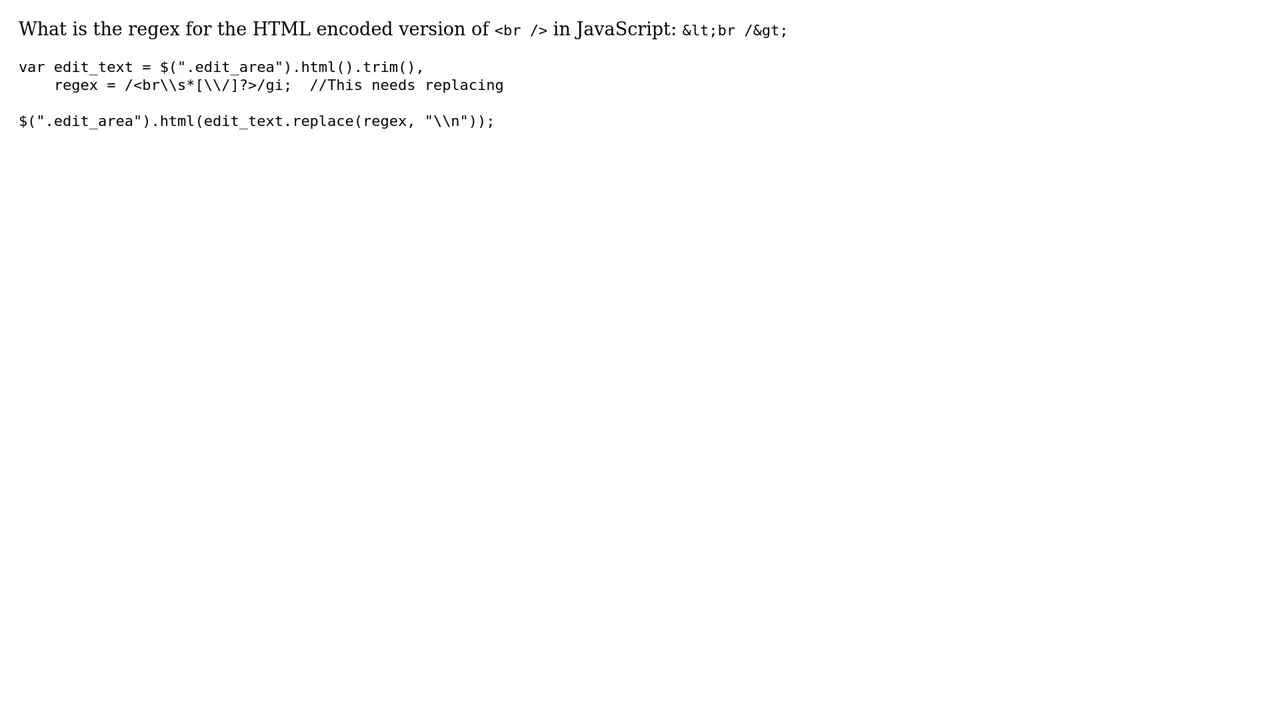 What is the regex for the HTML encoded version of <br /> in JavaScript: &lt;br /&gt;
var edit_text = $(".edit_area").html().trim(),
    regex = /<br\\s*[\\/]?>/gi;  //This needs replacing
$(".edit_area").html(edit_text.replace(regex, "\\n"));